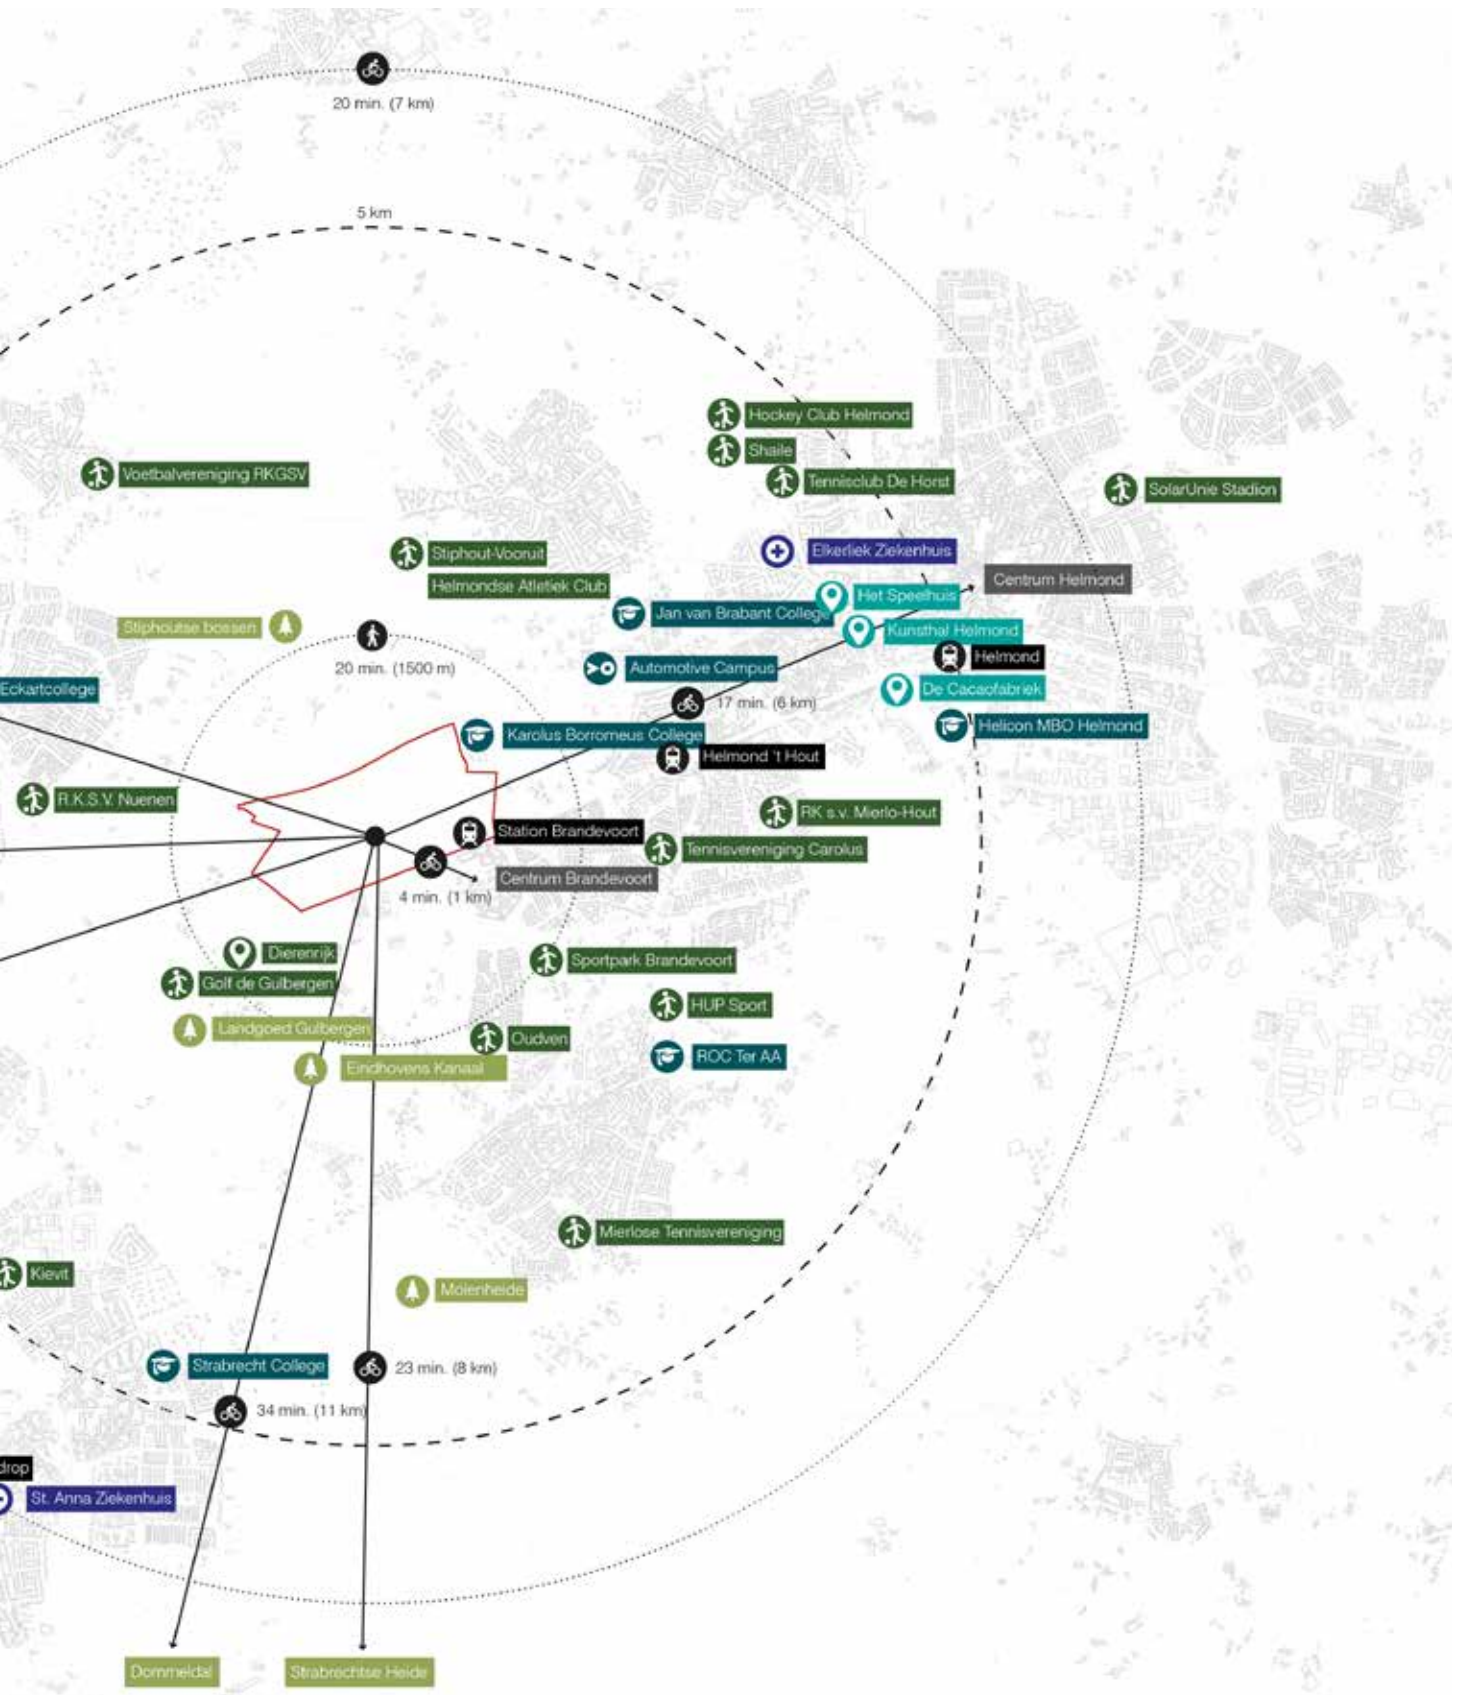 20 min. (7 km)
5 km
Hockey Club Helmond
Shaile
Voetbalvereniging RKGSV
Tennisclub De Horst
SolarUnie Stadion
Stiphout-Vooruit
Elkerliek Ziekenhuis
Helmondse Atletiek Club
Centrum Helmond
Het Speelhuis
Jan van Brabant College
Stiphoutse bossen
Kunsthal Helmond
Helmond
20 min. (1500 m)
Automotive Campus
Eckartcollege
De Cacaofabriek
17 min. (6 km)
Helicon MBO Helmond
Karolus Borromeus College
Helmond 't Hout
R.K.S.V. Nuenen
RK s.v. Mierlo-Hout
Station Brandevoort
Tennisvereniging Carolus
Centrum Brandevoort
4 min. (1 km)
Dierenrijk
Sportpark Brandevoort
Golf de Gulbergen
HUP Sport
Landgoed Gulbergen
Oudven
ROC Ter AA
Eindhovens Kanaal
Mierlose Tennisvereniging
Kievit
Molenheide
Strabrecht College
23 min. (8 km)
34 min. (11 km)
drop
St. Anna Ziekenhuis
Dommeldal
Strabrechtse Heide